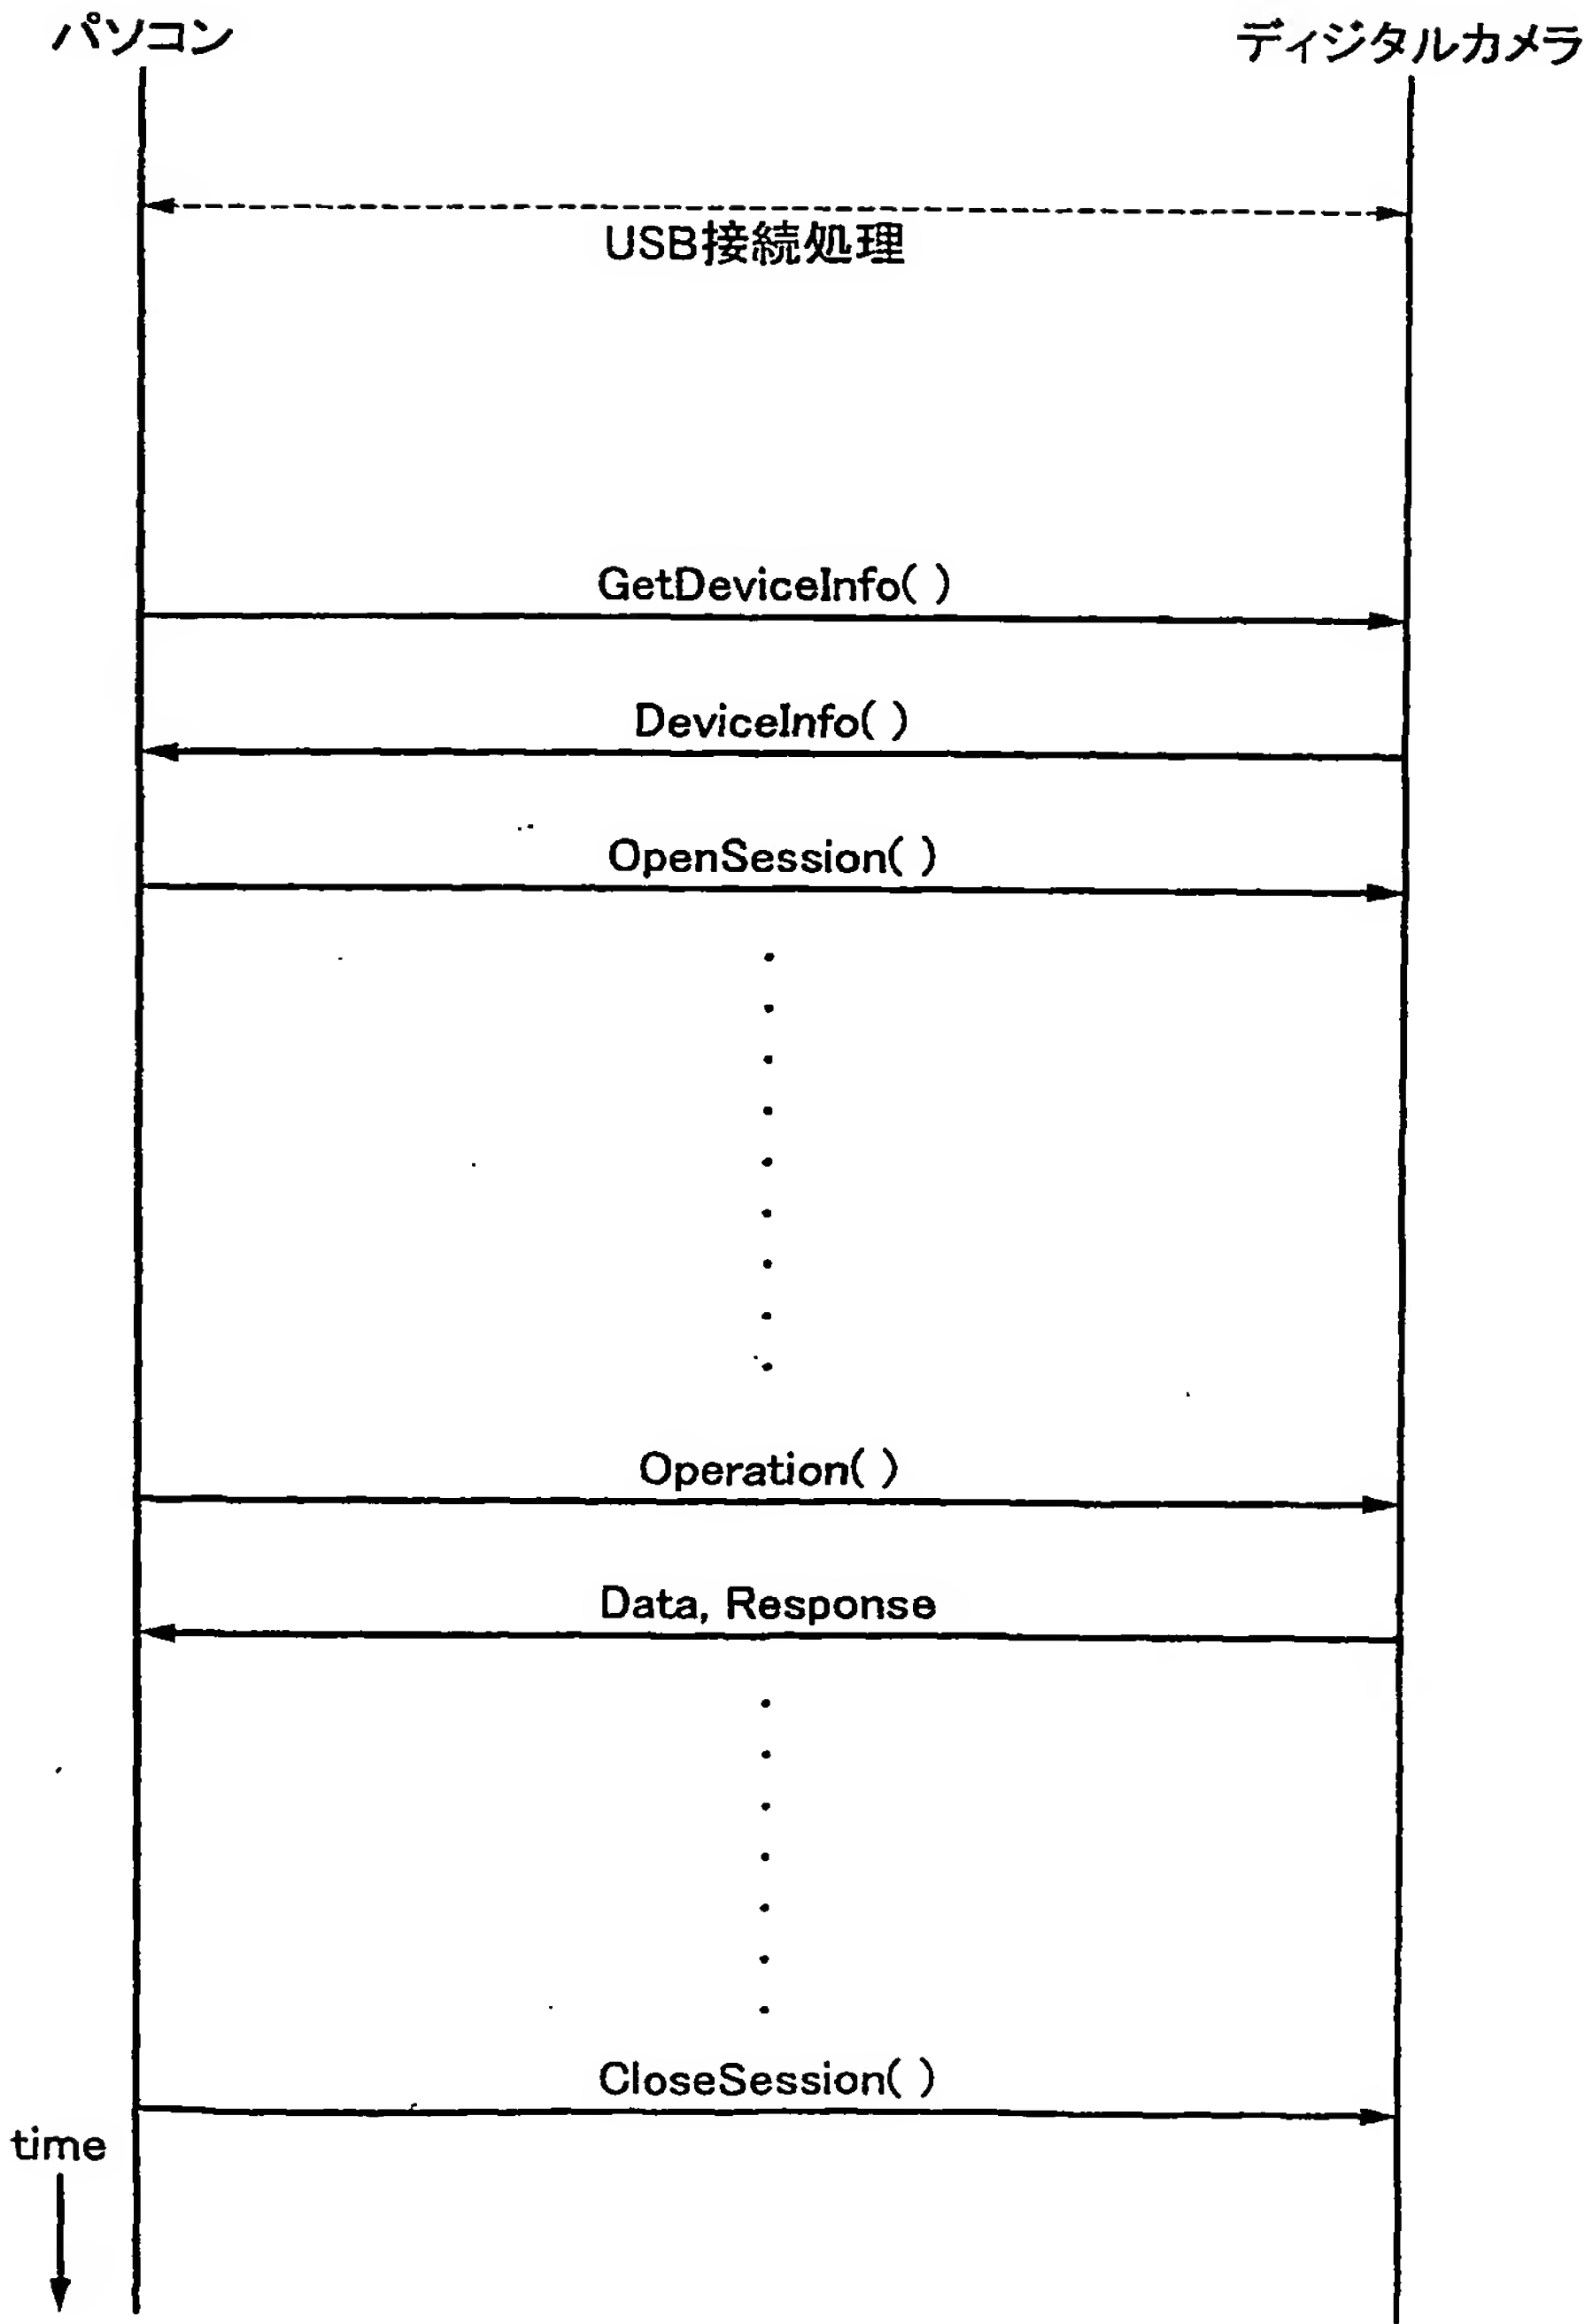 パソコン
ディジタルカメラ
USB接続処理
GetDeviceInfo( )
DeviceInfo( )
OpenSession( )
Operation( )
Data, Response
CloseSession( )
time